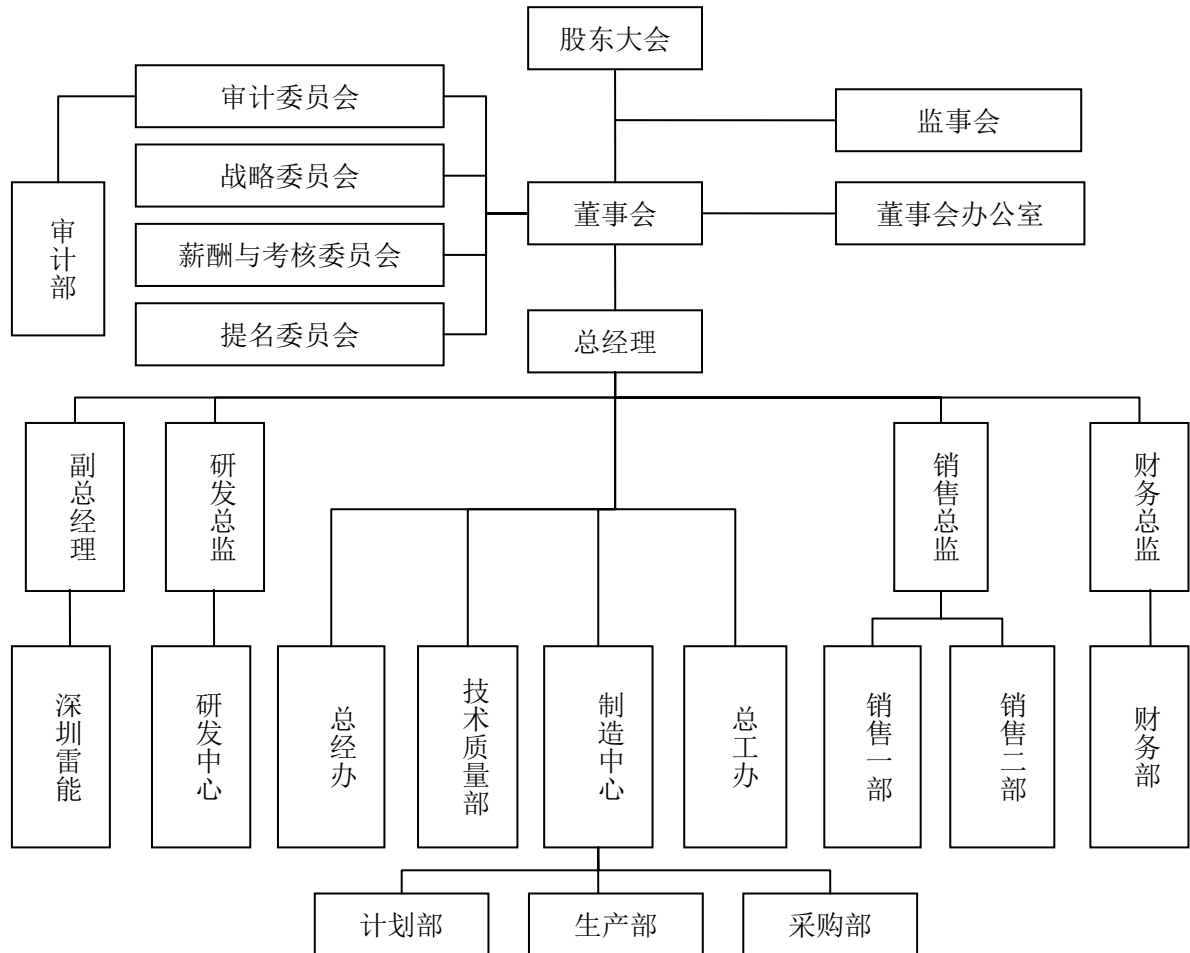 股东大会
审计委员会
监事会
战略委员会
审计部
董事会
董事会办公室
薪酬与考核委员会
提名委员会
总经理
副总经理
研发总监
销售总监
财务总监
深圳雷能
研发中心
总经办
技术质量部
制造中心
总工办
销售一部
销售二部
财务部
计划部
生产部
采购部